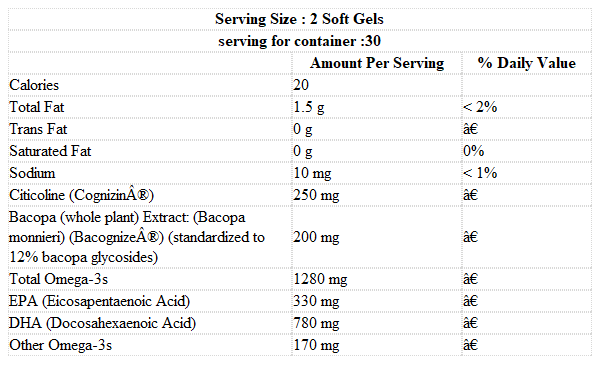 Serving Size : 2 Soft Gels
serving for container :30
Amount Per Serving % Daily Value
Calories 20
Total Fat 1.5 g < 2%
Trans Fat 0 g â€
Saturated Fat 0 g 0%
Sodium 10 mg < 1%
Citicoline (CognizinÂ®) 250 mg â€
Bacopa (whole plant) Extract: (Bacopa
monnieri) (BacognizeÂ®) (standardized to 200 mg â€
12% bacopa glycosides)
Total Omega-3s 1280 mg â€
EPA (Eicosapentaenoic Acid) 330 mg â€
DHA (Docosahexaenoic Acid) 780 mg â€
Other Omega-3s 170 mg â€